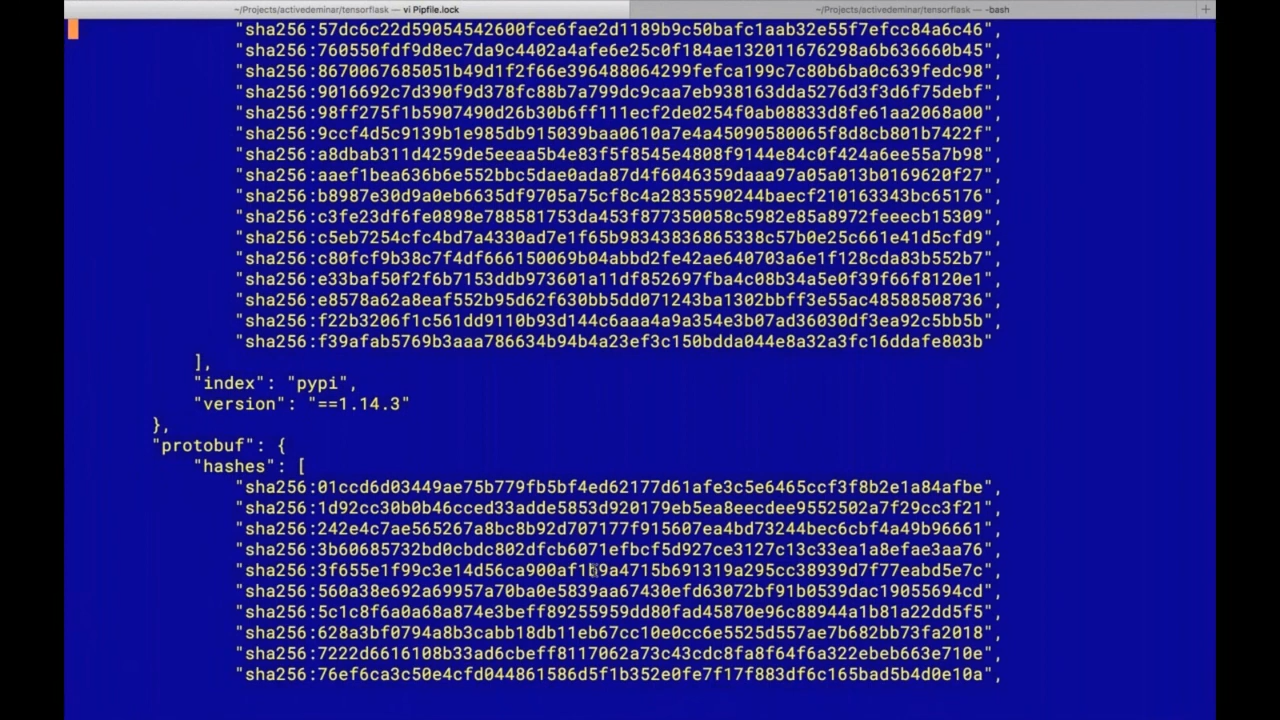 ~/Projects/activedeminar/tensorflask — vi Pipfile.lock
~/Projects/activedeminar/tensorflask — -bash
"sha256:57dc6c22d59054542600fce6fae2d1189b9c50bafc1aab32e55f7efcc84a6c46",
"sha256:760550fdf9d8ec7da9c4402a4afe6e25c0f184ae132011676298a6b636660b45",
"sha256:8670067685051b49d1f2f66e396488064299fefca199c7c80b6ba0c639fedc98",
"sha256:9016692c7d390f9d378fc88b7a799dc9caa7eb938163dda5276d3f3d6f75debf",
"sha256:98ff275f1b5907490d26b30b6ff111ecf2de0254f0ab08833d8fe61aa2068a00",
"sha256:9ccf4d5c9139b1e985db915039baa0610a7e4a45090580065f8d8cb801b7422f",
"sha256:a8dbab311d4259de5eeaa5b4e83f5f8545e4808f9144e84c0f424a6ee55a7b98",
"sha256:aaef1bea636b6e552bbc5dae0ada87d4f6046359daaa97a05a013b0169620f27",
"sha256:b8987e30d9a0eb6635df9705a75cf8c4a2835590244baecf210163343bc65176",
"sha256:c3fe23df6fe0898e788581753da453f877350058c5982e85a8972feeecb15309",
"sha256:c5eb7254cfc4bd7a4330ad7e1f65b98343836865338c57b0e25c661e41d5cfd9",
"sha256:c80fcf9b38c7f4df666150069b04abbd2fe42ae640703a6e1f128cda83b552b7",
"sha256:e33baf50f2f6b7153ddb973601a11df852697fba4c08b34a5e0f39f66f8120e1",
"sha256:e8578a62a8eaf552b95d62f630bb5dd071243ba1302bbff3e55ac48588508736",
"sha256:f22b3206f1c561dd9110b93d144c6aaa4a9a354e3b07ad36030df3ea92c5bb5b",
"sha256:f39afab5769b3aaa786634b94b4a23ef3c150bdda044e8a32a3fc16ddafe803b"
],
"index": "pypi",
"version": "==1.14.3"
},
"protobuf": {
"hashes": [
"sha256:01ccd6d03449ae75b779fb5bf4ed62177d61afe3c5e6465ccf3f8b2e1a84afbe",
"sha256:1d92cc30b0b46cced33adde5853d920179eb5ea8eecdee9552502a7f29cc3f21",
"sha256:242e4c7ae565267a8bc8b92d707177f915607ea4bd73244bec6cbf4a49b96661",
"sha256:3b60685732bd0cbdc802dfcb6071efbcf5d927ce3127c13c33ea1a8efae3aa76",
"sha256:3f655e1f99c3e14d56ca900af1b9a4715b691319a295cc38939d7f77eabd5e7c",
"sha256:560a38e692a69957a70ba0e5839aa67430efd63072bf91b0539dac19055694cd",
"sha256:5c1c8f6a0a68a874e3beff89255959dd80fad45870e96c88944a1b81a22dd5f5",
"sha256:628a3bf0794a8b3cabb18db11eb67cc10e0cc6e5525d557ae7b682bb73fa2018",
"sha256:7222d6616108b33ad6cbeff8117062a73c43cdc8fa8f64f6a322ebeb663e710e",
"sha256:76ef6ca3c50e4cfd044861586d5f1b352e0fe7f17f883df6c165bad5b4d0e10a",